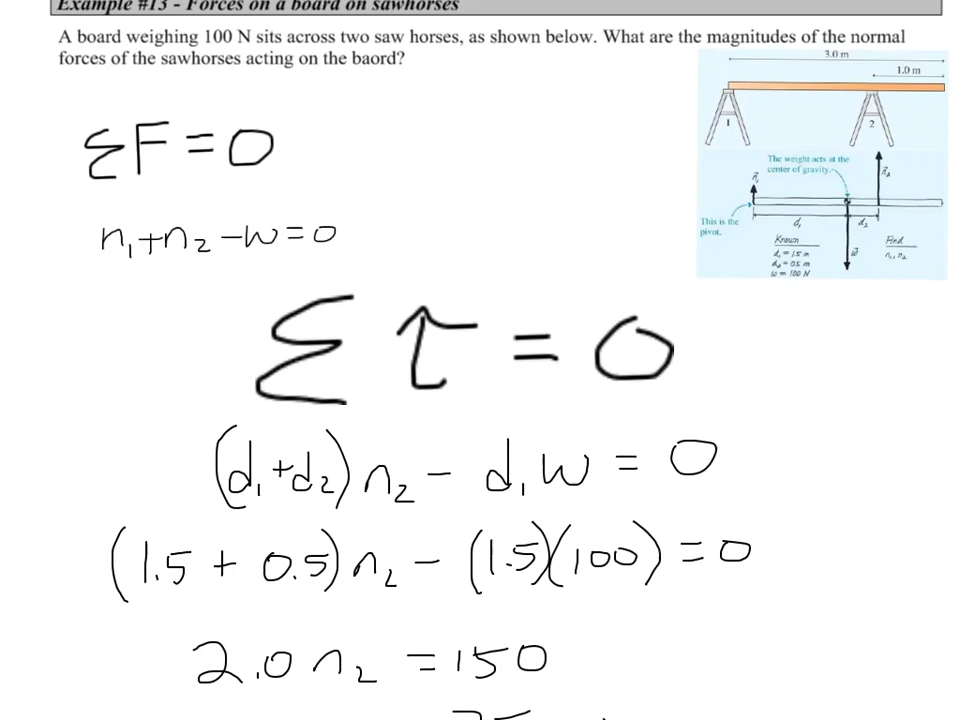 Example #13 - Forces on a board on sawhorses
A board weighing 100 N sits across two saw horses, as shown below. What are the magnitudes of the normal
forces of the sawhorses acting on the baord?
3.0 m
1.0 m
1
2
The weight acts at the
center of gravity.
n⃗₁
n⃗₂
This is the
pivot.
d₁
d₂
w⃗
Known
d₁ = 1.5 m
d₂ = 0.5 m
w = 100 N
Find
n₁, n₂
ΣF = 0
n₁ + n₂ - w = 0
Στ = 0
(d₁ + d₂) n₂ - d₁ w = 0
(1.5 + 0.5) n₂ - (1.5)(100) = 0
2.0 n₂ = 150